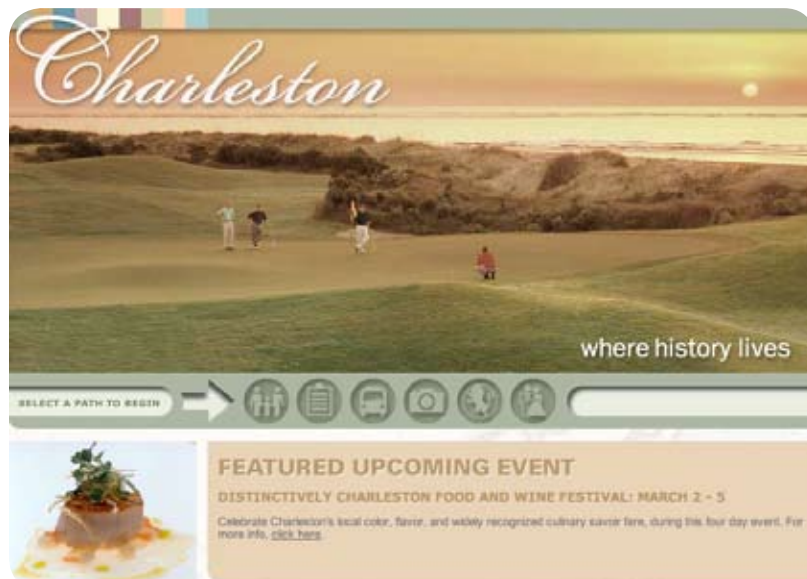 Charleston
where history lives
SELECT A PATH TO BEGIN
FEATURED UPCOMING EVENT
DISTINCTIVELY CHARLESTON FOOD AND WINE FESTIVAL: MARCH 2 - 5
Celebrate Charleston's local color, flavor, and widely recognized culinary savoir fare, during this four day event. For
more info, click here.